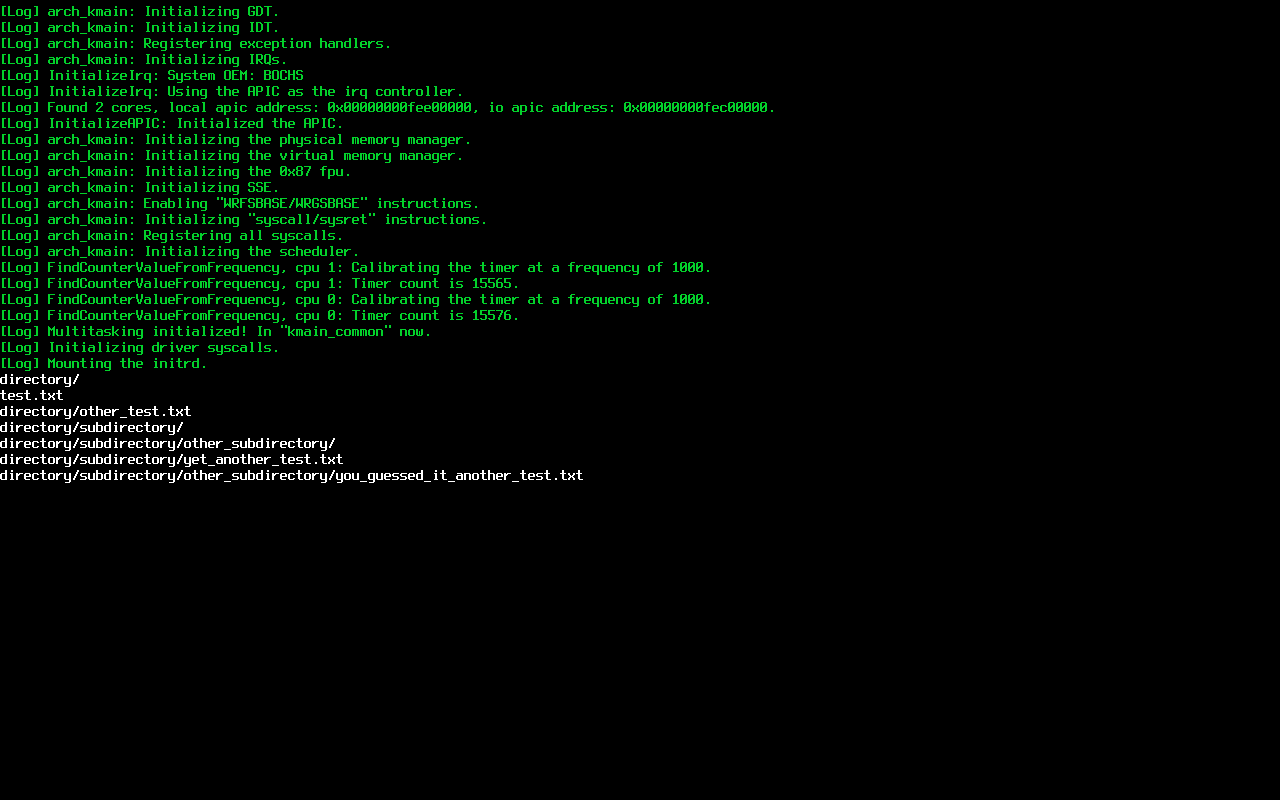 [Log] arch_kmain: Initializing GDT.
[Log] arch_kmain: Initializing IDT.
[Log] arch_kmain: Registering exception handlers.
[Log] arch_kmain: Initializing IRQs.
[Log] InitializeIrq: System OEM: BOCHS
[Log] InitializeIrq: Using the APIC as the irq controller.
[Log] Found 2 cores, local apic address: 0x00000000fee00000, io apic address: 0x00000000fec00000.
[Log] InitializeAPIC: Initialized the APIC.
[Log] arch_kmain: Initializing the physical memory manager.
[Log] arch_kmain: Initializing the virtual memory manager.
[Log] arch_kmain: Initializing the 0x87 fpu.
[Log] arch_kmain: Initializing SSE.
[Log] arch_kmain: Enabling "WRFSBASE/WRGSBASE" instructions.
[Log] arch_kmain: Initializing "syscall/sysret" instructions.
[Log] arch_kmain: Registering all syscalls.
[Log] arch_kmain: Initializing the scheduler.
[Log] FindCounterValueFromFrequency, cpu 1: Calibrating the timer at a frequency of 1000.
[Log] FindCounterValueFromFrequency, cpu 1: Timer count is 15565.
[Log] FindCounterValueFromFrequency, cpu 0: Calibrating the timer at a frequency of 1000.
[Log] FindCounterValueFromFrequency, cpu 0: Timer count is 15576.
[Log] Multitasking initialized! In "kmain_common" now.
[Log] Initializing driver syscalls.
[Log] Mounting the initrd.
directory/
test.txt
directory/other_test.txt
directory/subdirectory/
directory/subdirectory/other_subdirectory/
directory/subdirectory/yet_another_test.txt
directory/subdirectory/other_subdirectory/you_guessed_it_another_test.txt